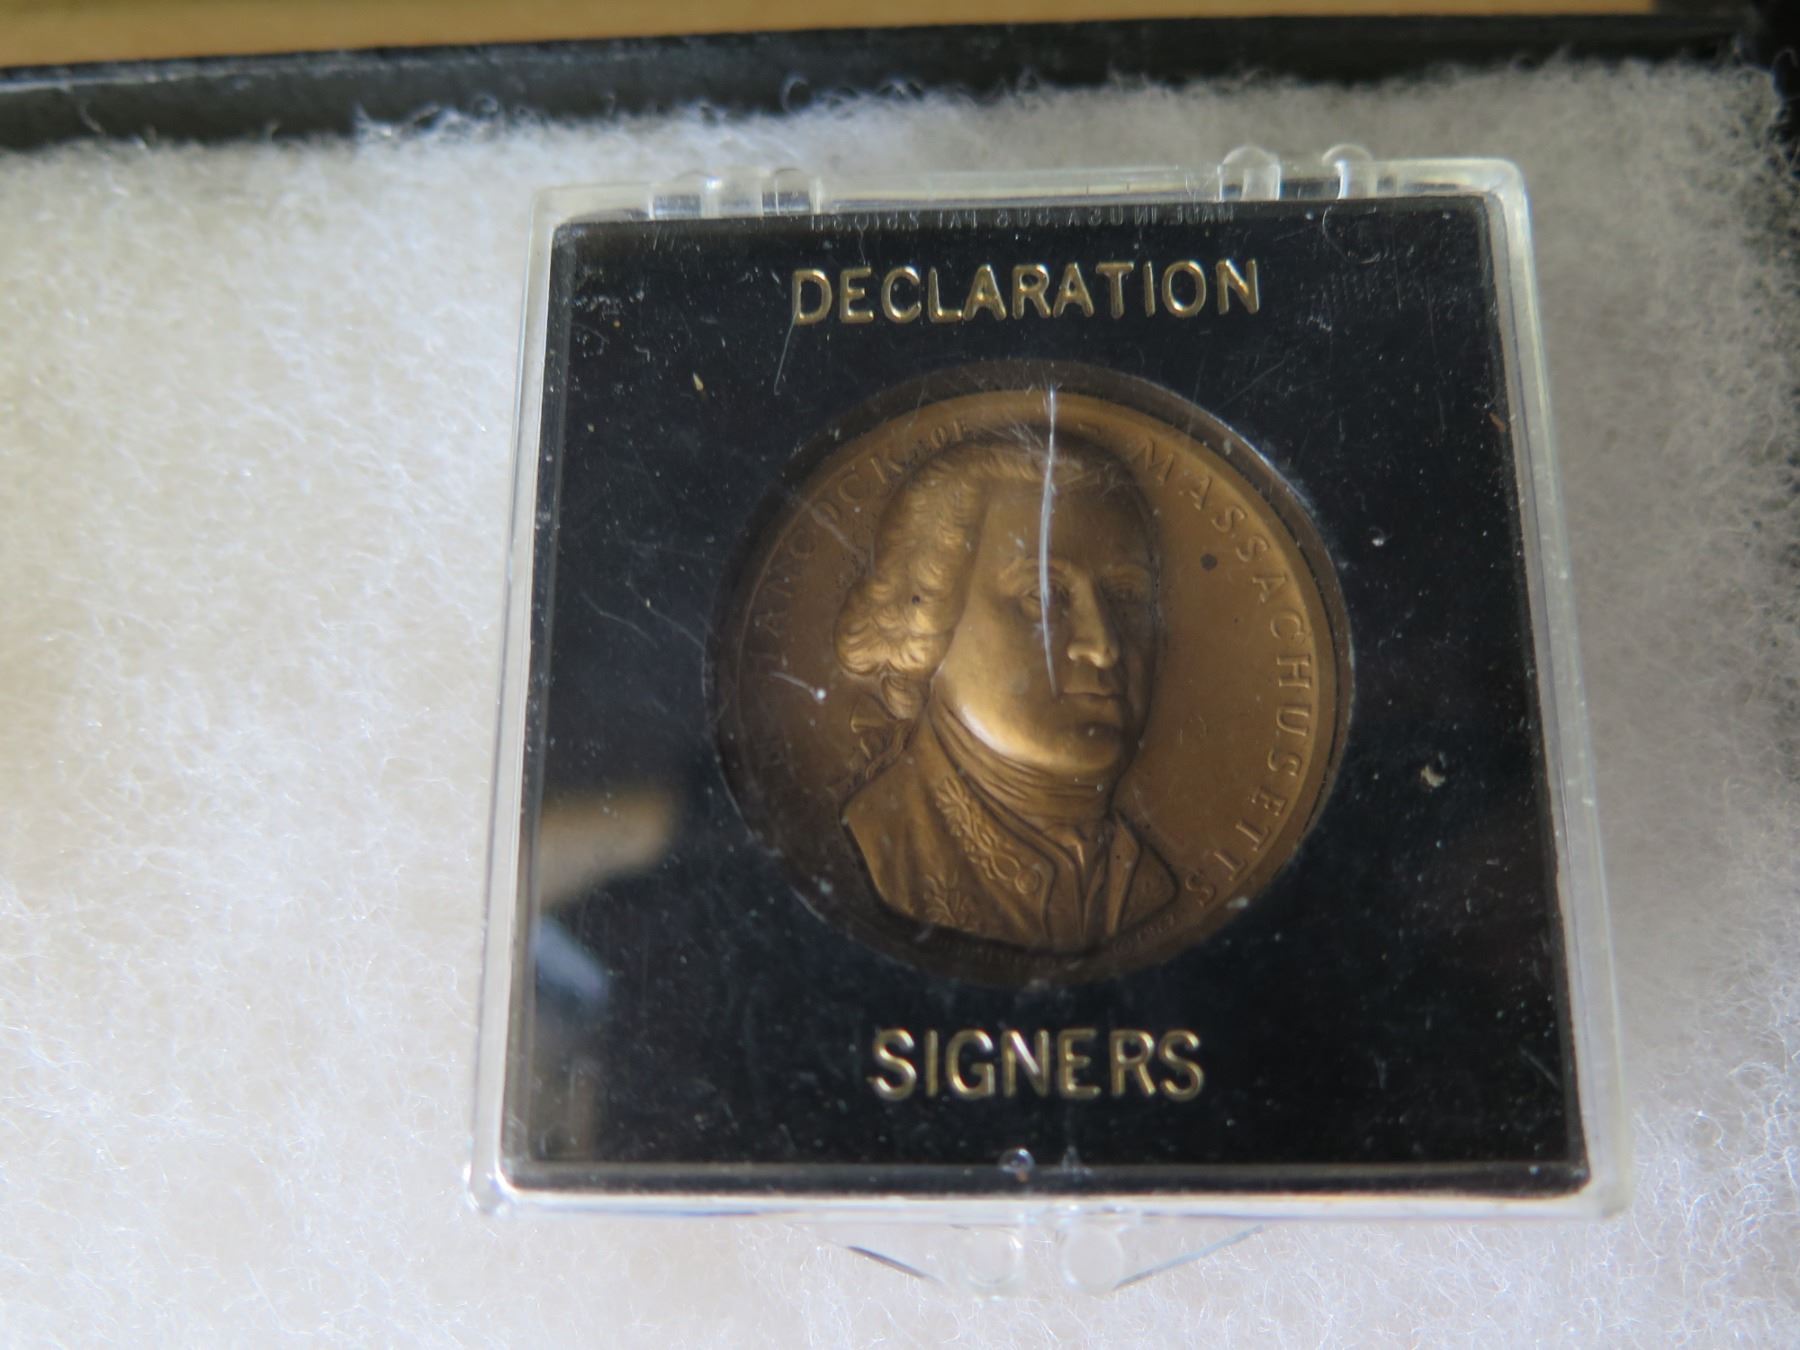 DECLARATION
HANCOCK OF MASSACHUSETTS
SIGNERS